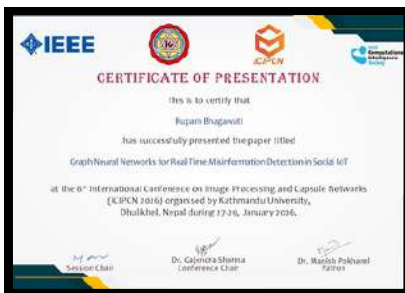 IEEE
ICIPCN
Computational
Intelligence
Society
CERTIFICATE OF PRESENTATION
This is to certify that
Rupam Bhagawati
has successfully presented the paper titled
Graph Neural Networks for Real-Time Misinformation Detection in Social IoT
at the 6th International Conference on Image Processing and Capsule Networks
(ICIPCN 2026) organised by Kathmandu University,
Dhulikhel, Nepal during 27-29, January 2026.
Session Chair
Dr. Gajendra Sharma
Conference Chair
Dr. Manish Pokharel
Patron